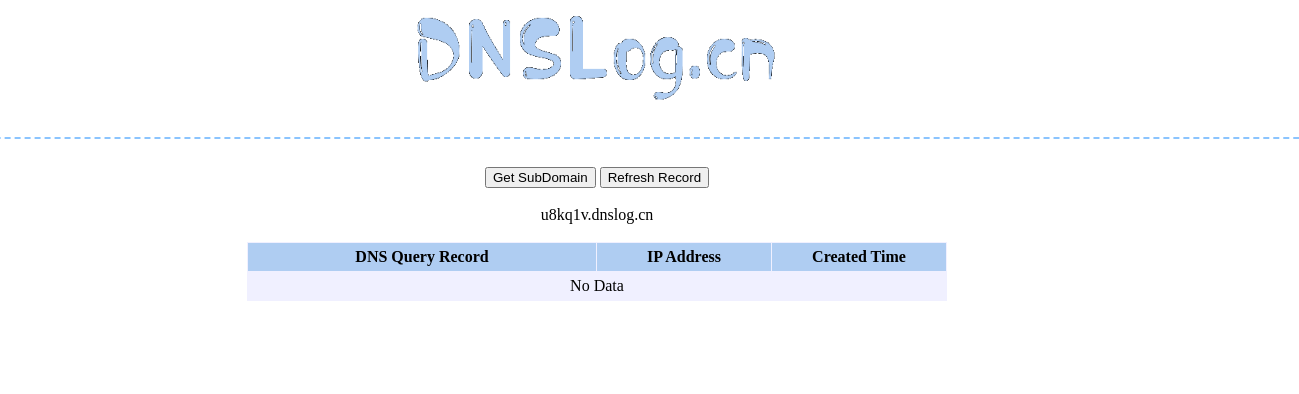 DNSLog.cn
Get SubDomain Refresh Record
u8kq1v.dnslog.cn
DNS Query Record IP Address Created Time
No Data